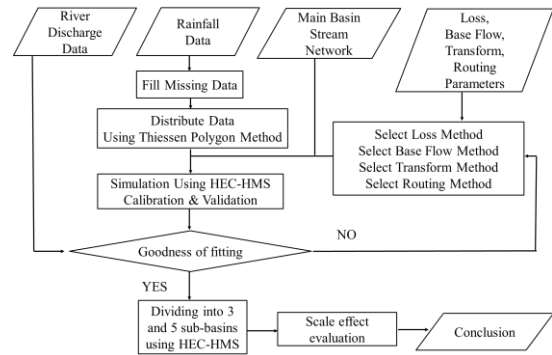 River
Discharge
Data
Rainfall
Data
Main Basin
Stream
Network
Loss,
Base Flow,
Transform,
Routing
Parameters
Fill Missing Data
Distribute Data
Using Thiessen Polygon Method
Select Loss Method
Select Base Flow Method
Select Transform Method
Select Routing Method
Simulation Using HEC-HMS
Calibration & Validation
Goodness of fitting
NO
YES
Dividing into 3
and 5 sub-basins
using HEC-HMS
Scale effect
evaluation
Conclusion